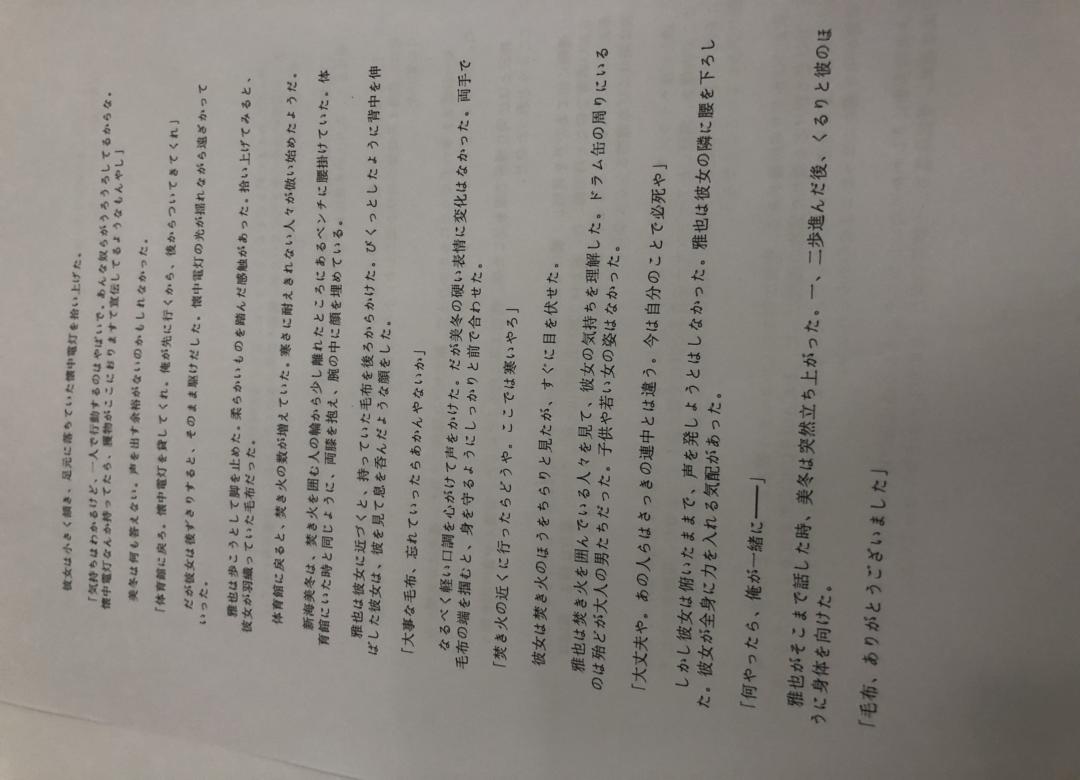 彼女は小さく頷き、足元に落ちていた懐中電灯を拾い上げた。
「気持ちはわかるけど、一人で行動するのはやばいで。あんな奴らがうろうろしてるからな。
懐中電灯なんか持ってたら、獲物がここにおりますて宣伝してるようなもんやし」
美冬は何も答えない。声を出す余裕がないのかもしれなかった。
「体育館に戻ろ。懐中電灯を貸してくれ。俺が先に行くから、後からついてきてくれ」
だが彼女は後ずさりすると、そのまま駆けだした。懐中電灯の光が揺れながら遠ざかって
いった。
雅也は歩こうとして脚を止めた。柔らかいものを踏んだ感触があった。拾い上げてみると、
彼女が羽織っていた毛布だった。
体育館に戻ると、焚き火の数が増えていた。寒さに耐えきれない人々が倣い始めたようだ。
新海美冬は、焚き火を囲む人の輪から少し離れたところにあるベンチに腰掛けていた。体
育館にいた時と同じように、両膝を抱え、腕の中に顔を埋めている。
雅也は彼女に近づくと、持っていた毛布を後ろからかけた。びくっとしたように背中を伸
ばした彼女は、彼を見て息を呑んだような顔をした。
「大事な毛布、忘れていったらあかんやないか」
なるべく軽い口調を心がけて声をかけた。だが美冬の硬い表情に変化はなかった。両手で
毛布の端を掴むと、身を守るようにしっかりと前で合わせた。
「焚き火の近くに行ったらどうや。ここでは寒いやろ」
彼女は焚き火のほうをちらりと見たが、すぐに目を伏せた。
雅也は焚き火を囲んでいる人々を見て、彼女の気持ちを理解した。ドラム缶の周りにいる
のは殆どが大人の男たちだった。子供や若い女の姿はなかった。
「大丈夫や。あの人らはさっきの連中とは違う。今は自分のことで必死や」
しかし彼女は俯いたままで、声を発しようとはしなかった。雅也は彼女の隣に腰を下ろし
た。彼女が全身に力を入れる気配があった。
「何やったら、俺が一緒に――」
雅也がそこまで話した時、美冬は突然立ち上がった。一、二歩進んだ後、くるりと彼のほ
うに身体を向けた。
「毛布、ありがとうございました」